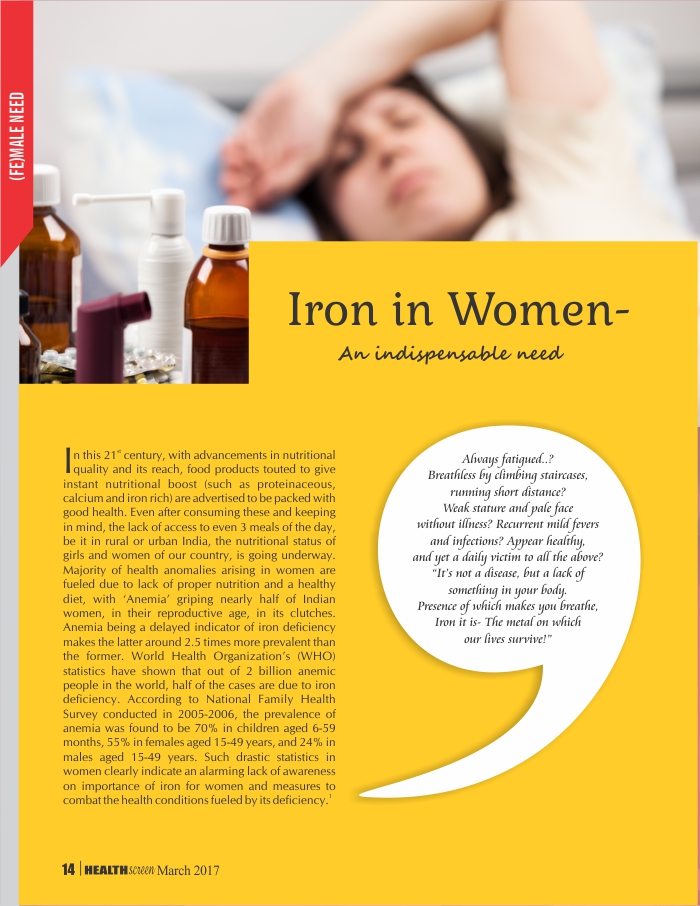 (FE)MALE NEED
Iron in Women-
An indispensable need
In this 21st century, with advancements in nutritional
quality and its reach, food products touted to give
instant nutritional boost (such as proteinaceous,
calcium and iron rich) are advertised to be packed with
good health. Even after consuming these and keeping
in mind, the lack of access to even 3 meals of the day,
be it in rural or urban India, the nutritional status of
girls and women of our country, is going underway.
Majority of health anomalies arising in women are
fueled due to lack of proper nutrition and a healthy
diet, with ‘Anemia’ griping nearly half of Indian
women, in their reproductive age, in its clutches.
Anemia being a delayed indicator of iron deficiency
makes the latter around 2.5 times more prevalent than
the former. World Health Organization’s (WHO)
statistics have shown that out of 2 billion anemic
people in the world, half of the cases are due to iron
deficiency. According to National Family Health
Survey conducted in 2005-2006, the prevalence of
anemia was found to be 70% in children aged 6-59
months, 55% in females aged 15-49 years, and 24% in
males aged 15-49 years. Such drastic statistics in
women clearly indicate an alarming lack of awareness
on importance of iron for women and measures to
combat the health conditions fueled by its deficiency.1
Always fatigued..?
Breathless by climbing staircases,
running short distance?
Weak stature and pale face
without illness? Recurrent mild fevers
and infections? Appear healthy,
and yet a daily victim to all the above?
“It’s not a disease, but a lack of
something in your body.
Presence of which makes you breathe,
Iron it is- The metal on which
our lives survive!”
14 | HEALTHscreen March 2017